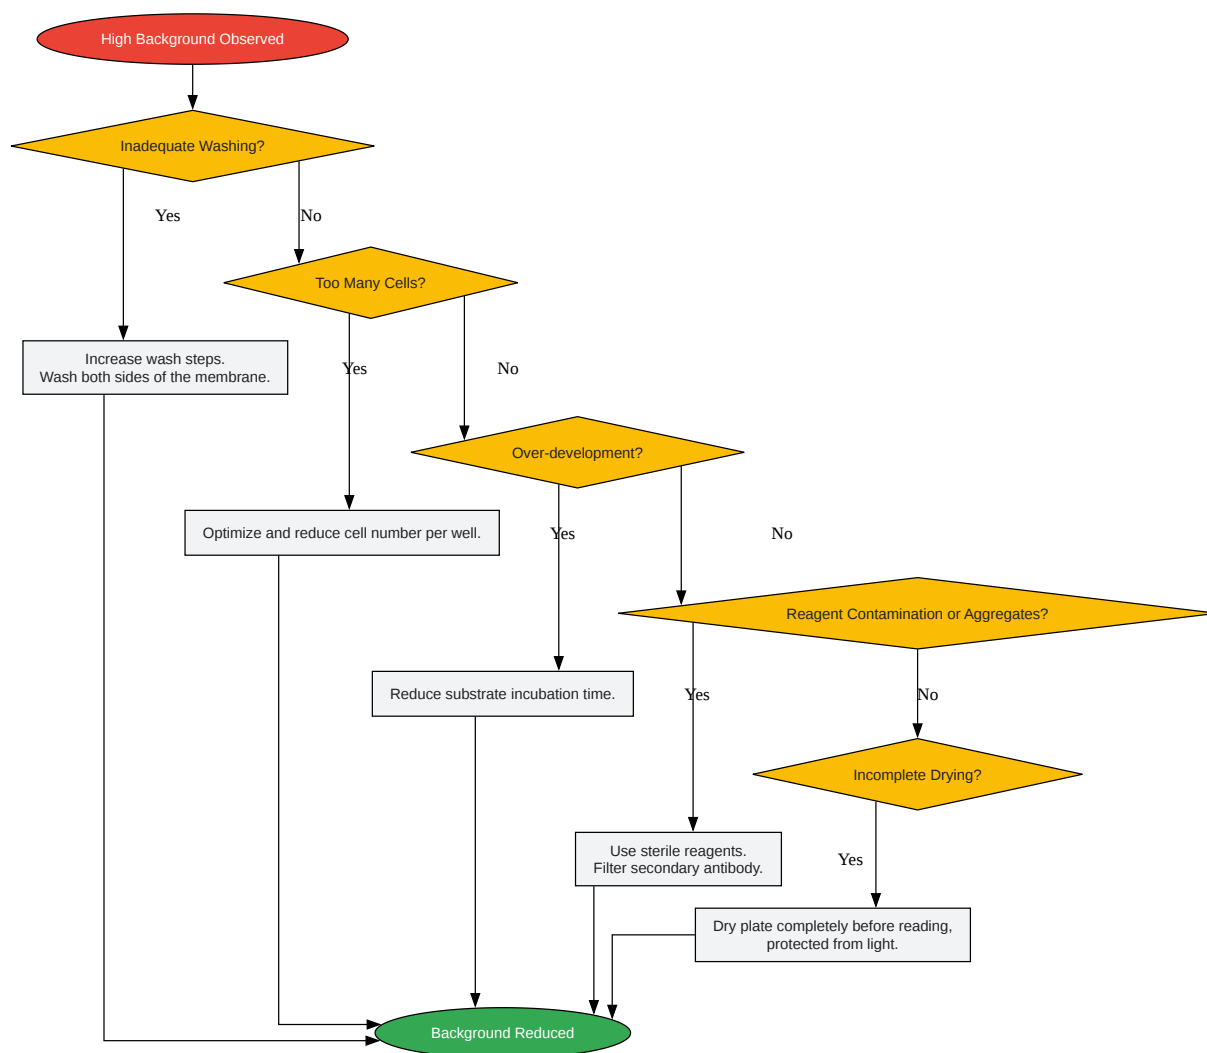 High Background Observed
Inadequate Washing?
Yes
No
Too Many Cells?
Increase wash steps.
Wash both sides of the membrane.
Yes
No
Over-development?
Optimize and reduce cell number per well.
Yes
No
Reagent Contamination or Aggregates?
Reduce substrate incubation time.
Yes
No
Incomplete Drying?
Use sterile reagents.
Filter secondary antibody.
Yes
Dry plate completely before reading,
protected from light.
Background Reduced